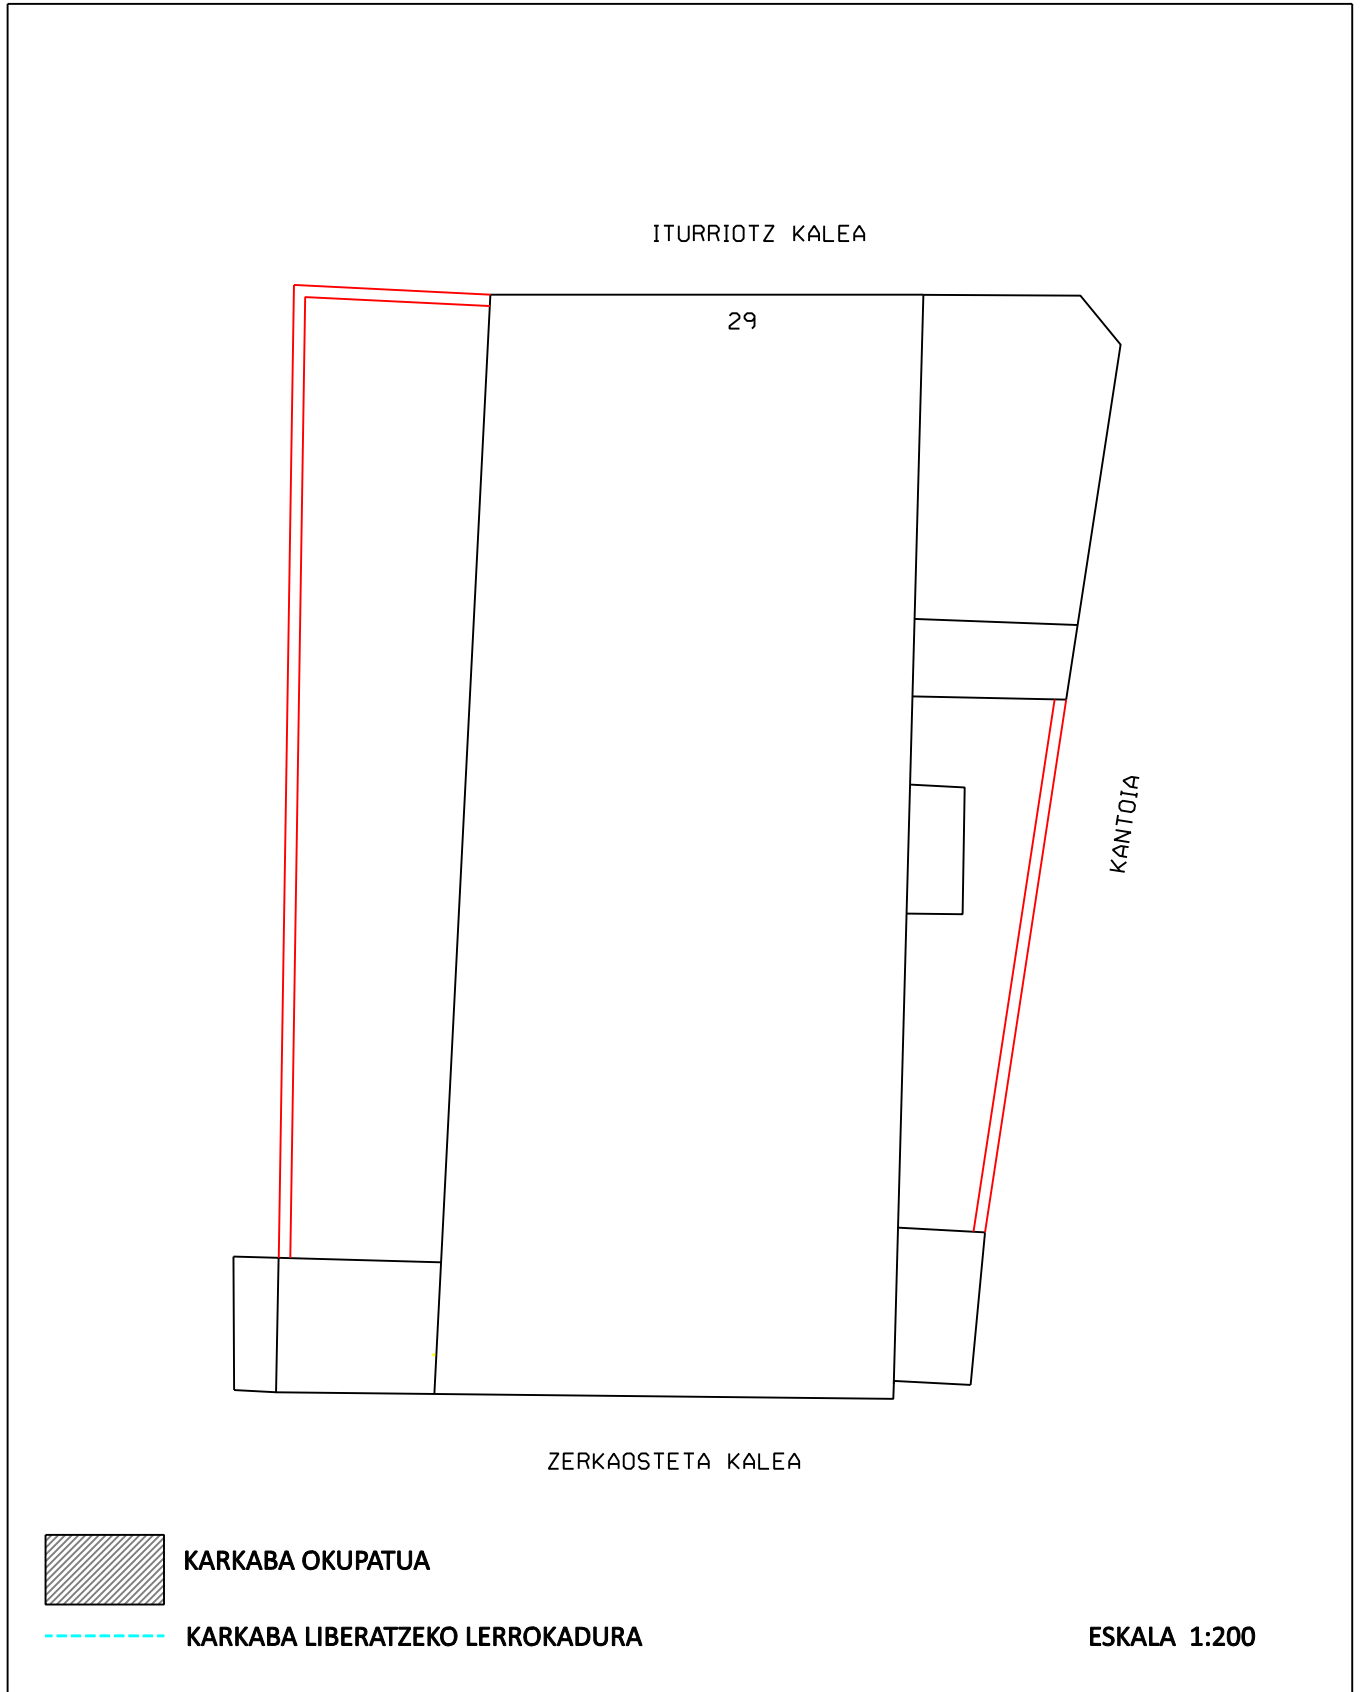 ITURRIOTZ KALEA
29
KANTOIA
ZERKAOSTETA KALEA
KARKABA OKUPATUA
KARKABA LIBERATZEKO LERROKADURA
ESKALA 1:200